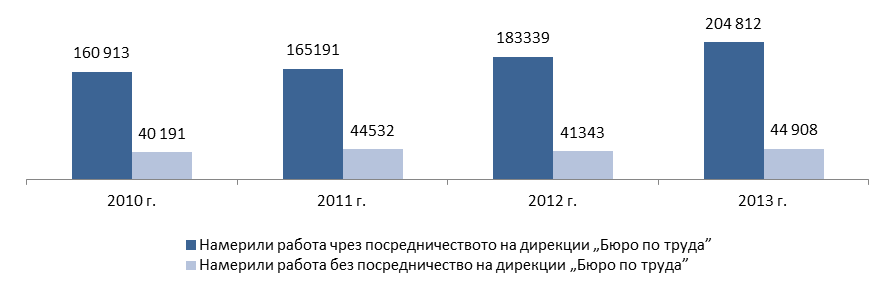 204 812
183339
165191
160 913
44 908
44532
41343
40 191
2010 г. 2011 г. 2012 г. 2013 г.
Намерили работа чрез посредничеството на дирекции „Бюро по труда”
Намерили работа без посредничество на дирекции „Бюро по труда”